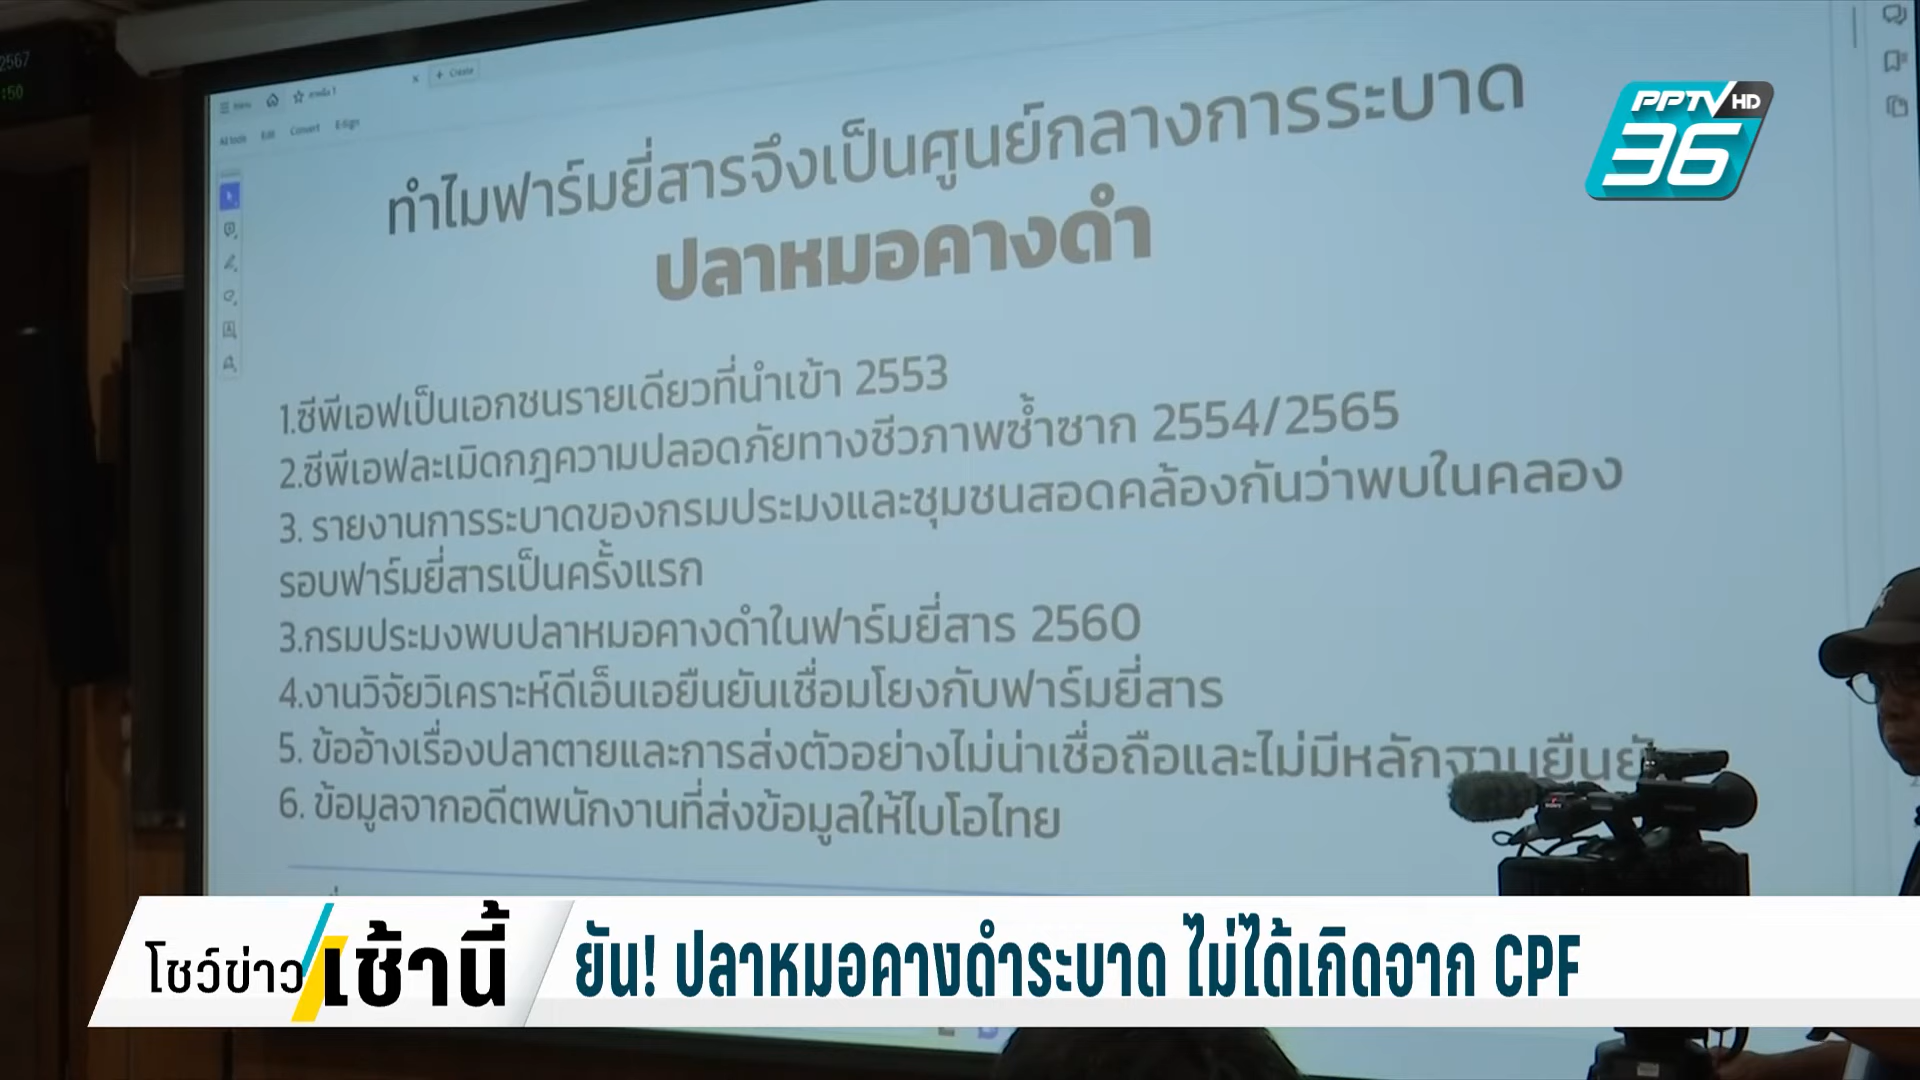 2567
:50
Menu
+ Create
All tools Edit Convert E-Sign
PPTV HD
36
ทำไมฟาร์มยี่สารจึงเป็นศูนย์กลางการระบาด
ปลาหมอคางดำ
1.ซีพีเอฟเป็นเอกชนรายเดียวที่นำเข้า 2553
2.ซีพีเอฟละเมิดกฎความปลอดภัยทางชีวภาพซ้ำซาก 2554/2565
3. รายงานการระบาดของกรมประมงและชุมชนสอดคล้องกันว่าพบในคลอง
รอบฟาร์มยี่สารเป็นครั้งแรก
3.กรมประมงพบปลาหมอคางดำในฟาร์มยี่สาร 2560
4.งานวิจัยวิเคราะห์ดีเอ็นเอยืนยันเชื่อมโยงกับฟาร์มยี่สาร
5. ข้ออ้างเรื่องปลาตายและการส่งตัวอย่างไม่น่าเชื่อถือและไม่มีหลักฐานยืนยั
6. ข้อมูลจากอดีตพนักงานที่ส่งข้อมูลให้ไบโอไทย
โชว์ข่าวเช้านี้
ยัน! ปลาหมอคางดำระบาด ไม่ได้เกิดจาก CPF